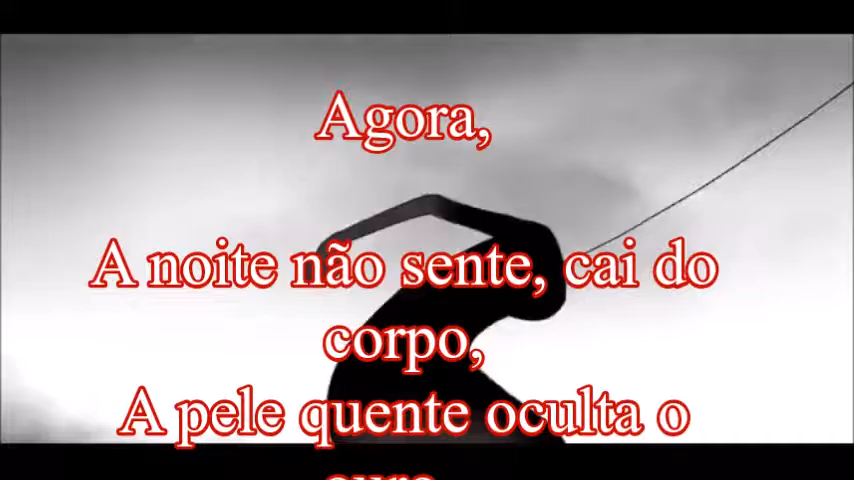 Agora,
A noite não sente, cai do
corpo,
A pele quente oculta o